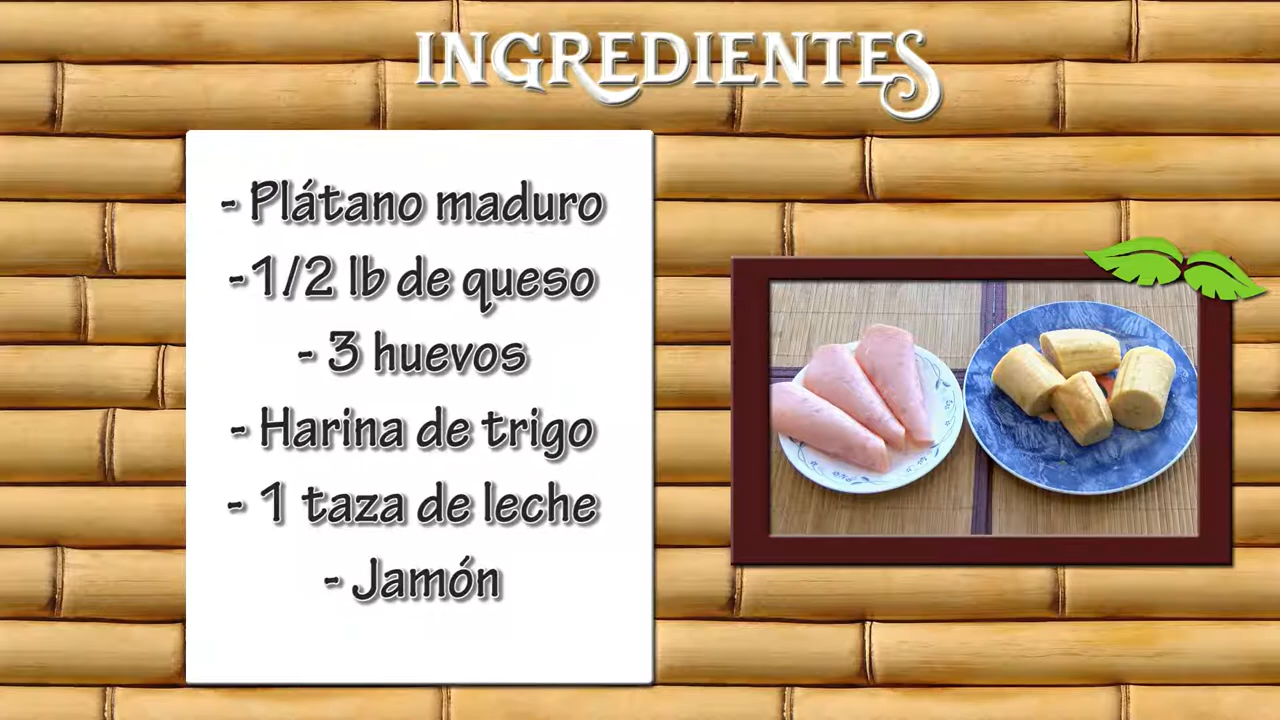 INGREDIENTES
- Plátano maduro
-1/2 lb de queso
- 3 huevos
- Harina de trigo
- 1 taza de leche
- Jamón